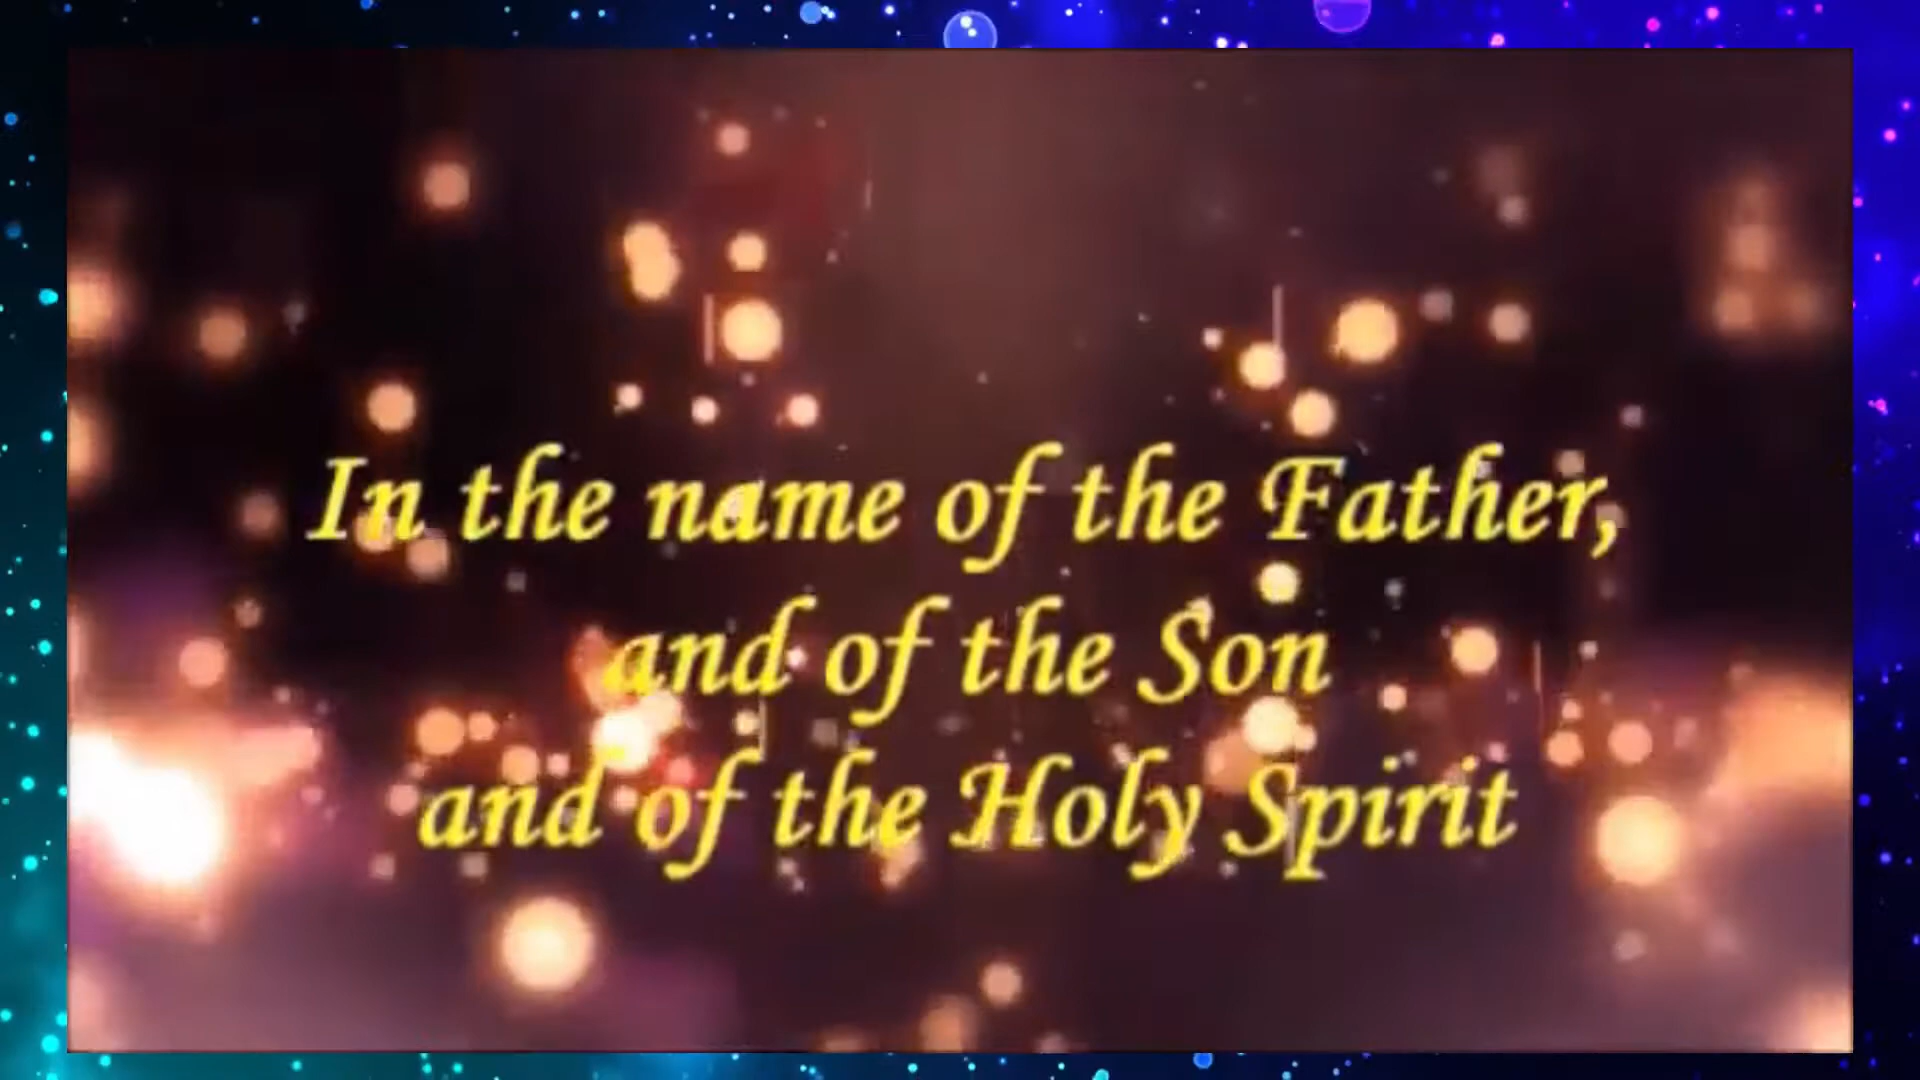 In the name of the Father,
and of the Son
and of the Holy Spirit